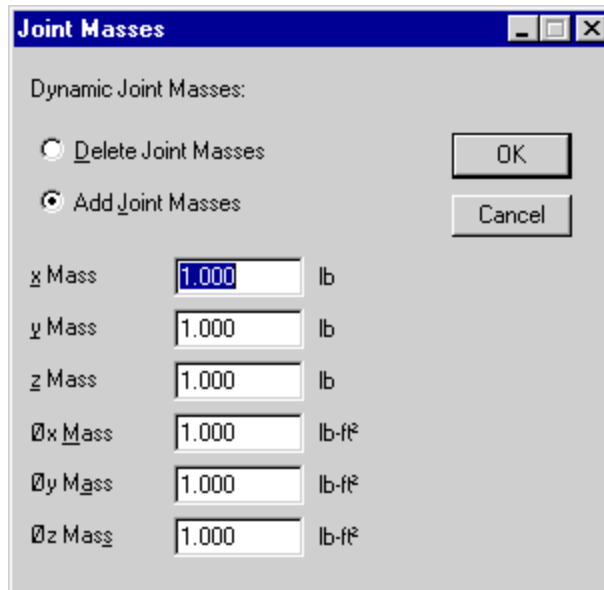 Joint Masses
Dynamic Joint Masses:
Delete Joint Masses
OK
Add Joint Masses
Cancel
x Mass 1.000 lb
y Mass 1.000 lb
z Mass 1.000 lb
Øx Mass 1.000 lb-ft²
Øy Mass 1.000 lb-ft²
Øz Mass 1.000 lb-ft²